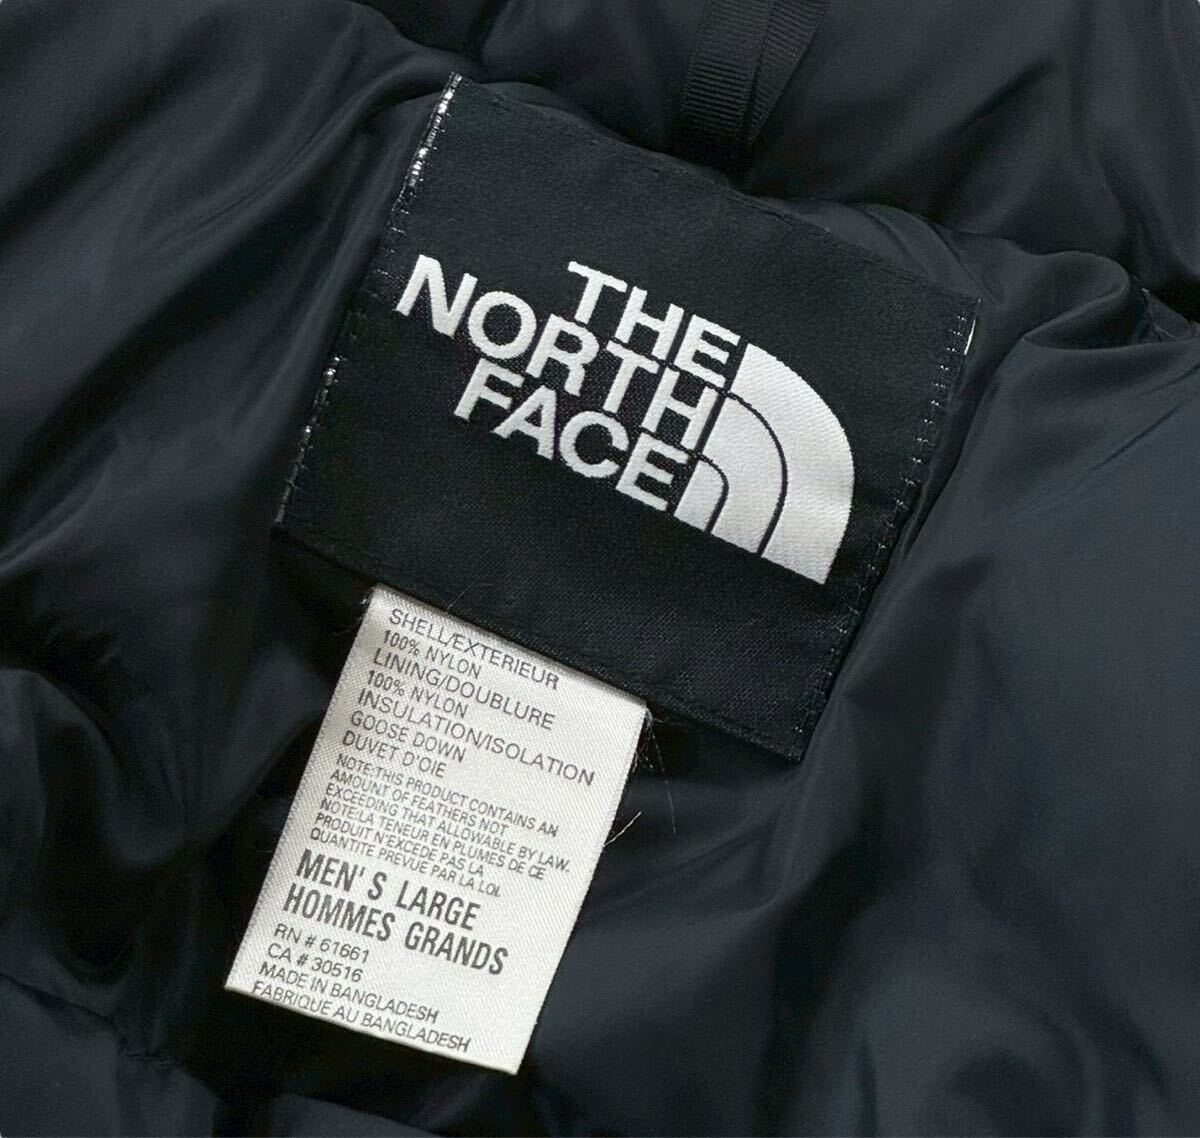 THE
NORTH
FACE
SHELL/EXTERIEUR
100% NYLON
LINING/DOUBLURE
100% NYLON
INSULATION/ISOLATION
GOOSE DOWN
DUVET D'OIE
NOTE:THIS PRODUCT CONTAINS AN
AMOUNT OF FEATHERS NOT
EXCEEDING THAT ALLOWABLE BY LAW.
NOTE:LA TENEUR EN PLUMES DE CE
PRODUIT N'EXCEDE PAS LA
QUANTITE PREVUE PAR LA LOI.
MEN'S LARGE
HOMMES GRANDS
RN # 61661
CA # 30516
MADE IN BANGLADESH
FABRIQUE AU BANGLADESH